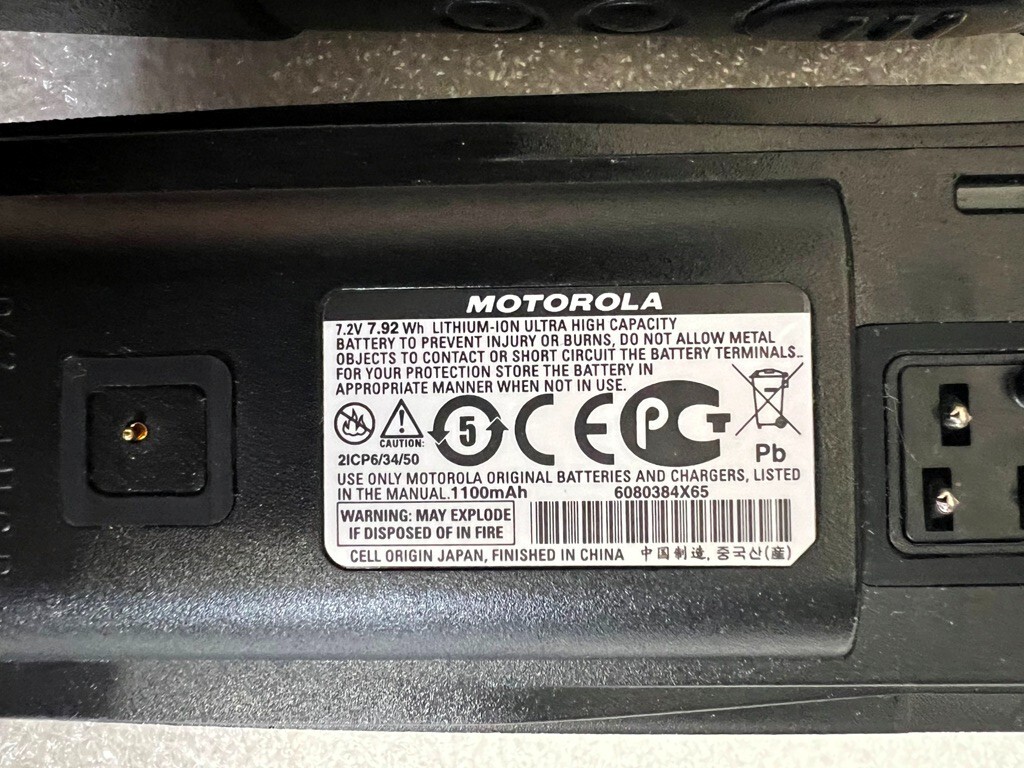 MOTOROLA
7.2V 7.92 Wh LITHIUM-ION ULTRA HIGH CAPACITY
BATTERY TO PREVENT INJURY OR BURNS, DO NOT ALLOW METAL
OBJECTS TO CONTACT OR SHORT CIRCUIT THE BATTERY TERMINALS.
FOR YOUR PROTECTION STORE THE BATTERY IN
APPROPRIATE MANNER WHEN NOT IN USE.
CAUTION:
5
CE
Pb
2ICP6/34/50
USE ONLY MOTOROLA ORIGINAL BATTERIES AND CHARGERS, LISTED
IN THE MANUAL. 1100mAh 6080384X65
WARNING: MAY EXPLODE
IF DISPOSED OF IN FIRE
CELL ORIGIN JAPAN, FINISHED IN CHINA 中国制造, 중국산(産)